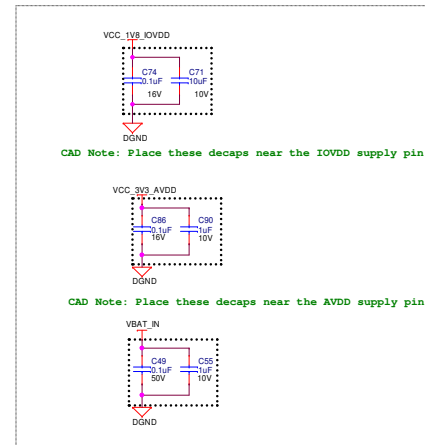 VCC_1V8_IOVDD
C74 C71
0.1uF 10uF
16V 10V
DGND
CAD Note: Place these decaps near the IOVDD supply pin
VCC_3V3_AVDD
C86 C90
0.1uF 1uF
16V 10V
DGND
CAD Note: Place these decaps near the AVDD supply pin
VBAT_IN
C49 C55
0.1uF 1uF
50V 10V
DGND